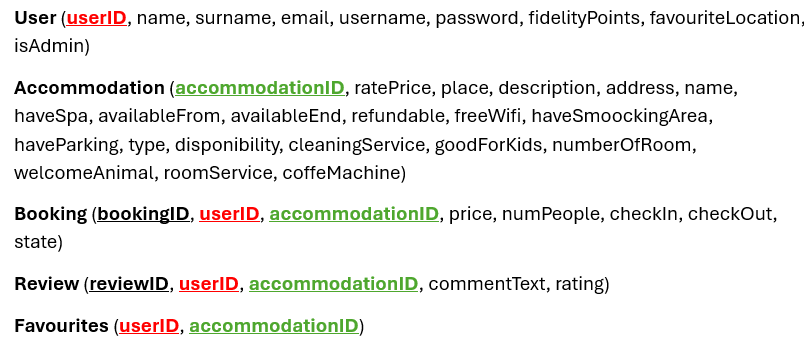 User (userID, name, surname, email, username, password, fidelityPoints, favouriteLocation,
isAdmin)
Accommodation (accommodationID, ratePrice, place, description, address, name,
haveSpa, availableFrom, availableEnd, refundable, freeWifi, haveSmoockingArea,
haveParking, type, disponibility, cleaningService, goodForKids, numberOfRoom,
welcomeAnimal, roomService, coffeMachine)
Booking (bookingID, userID, accommodationID, price, numPeople, checkIn, checkOut,
state)
Review (reviewID, userID, accommodationID, commentText, rating)
Favourites (userID, accommodationID)